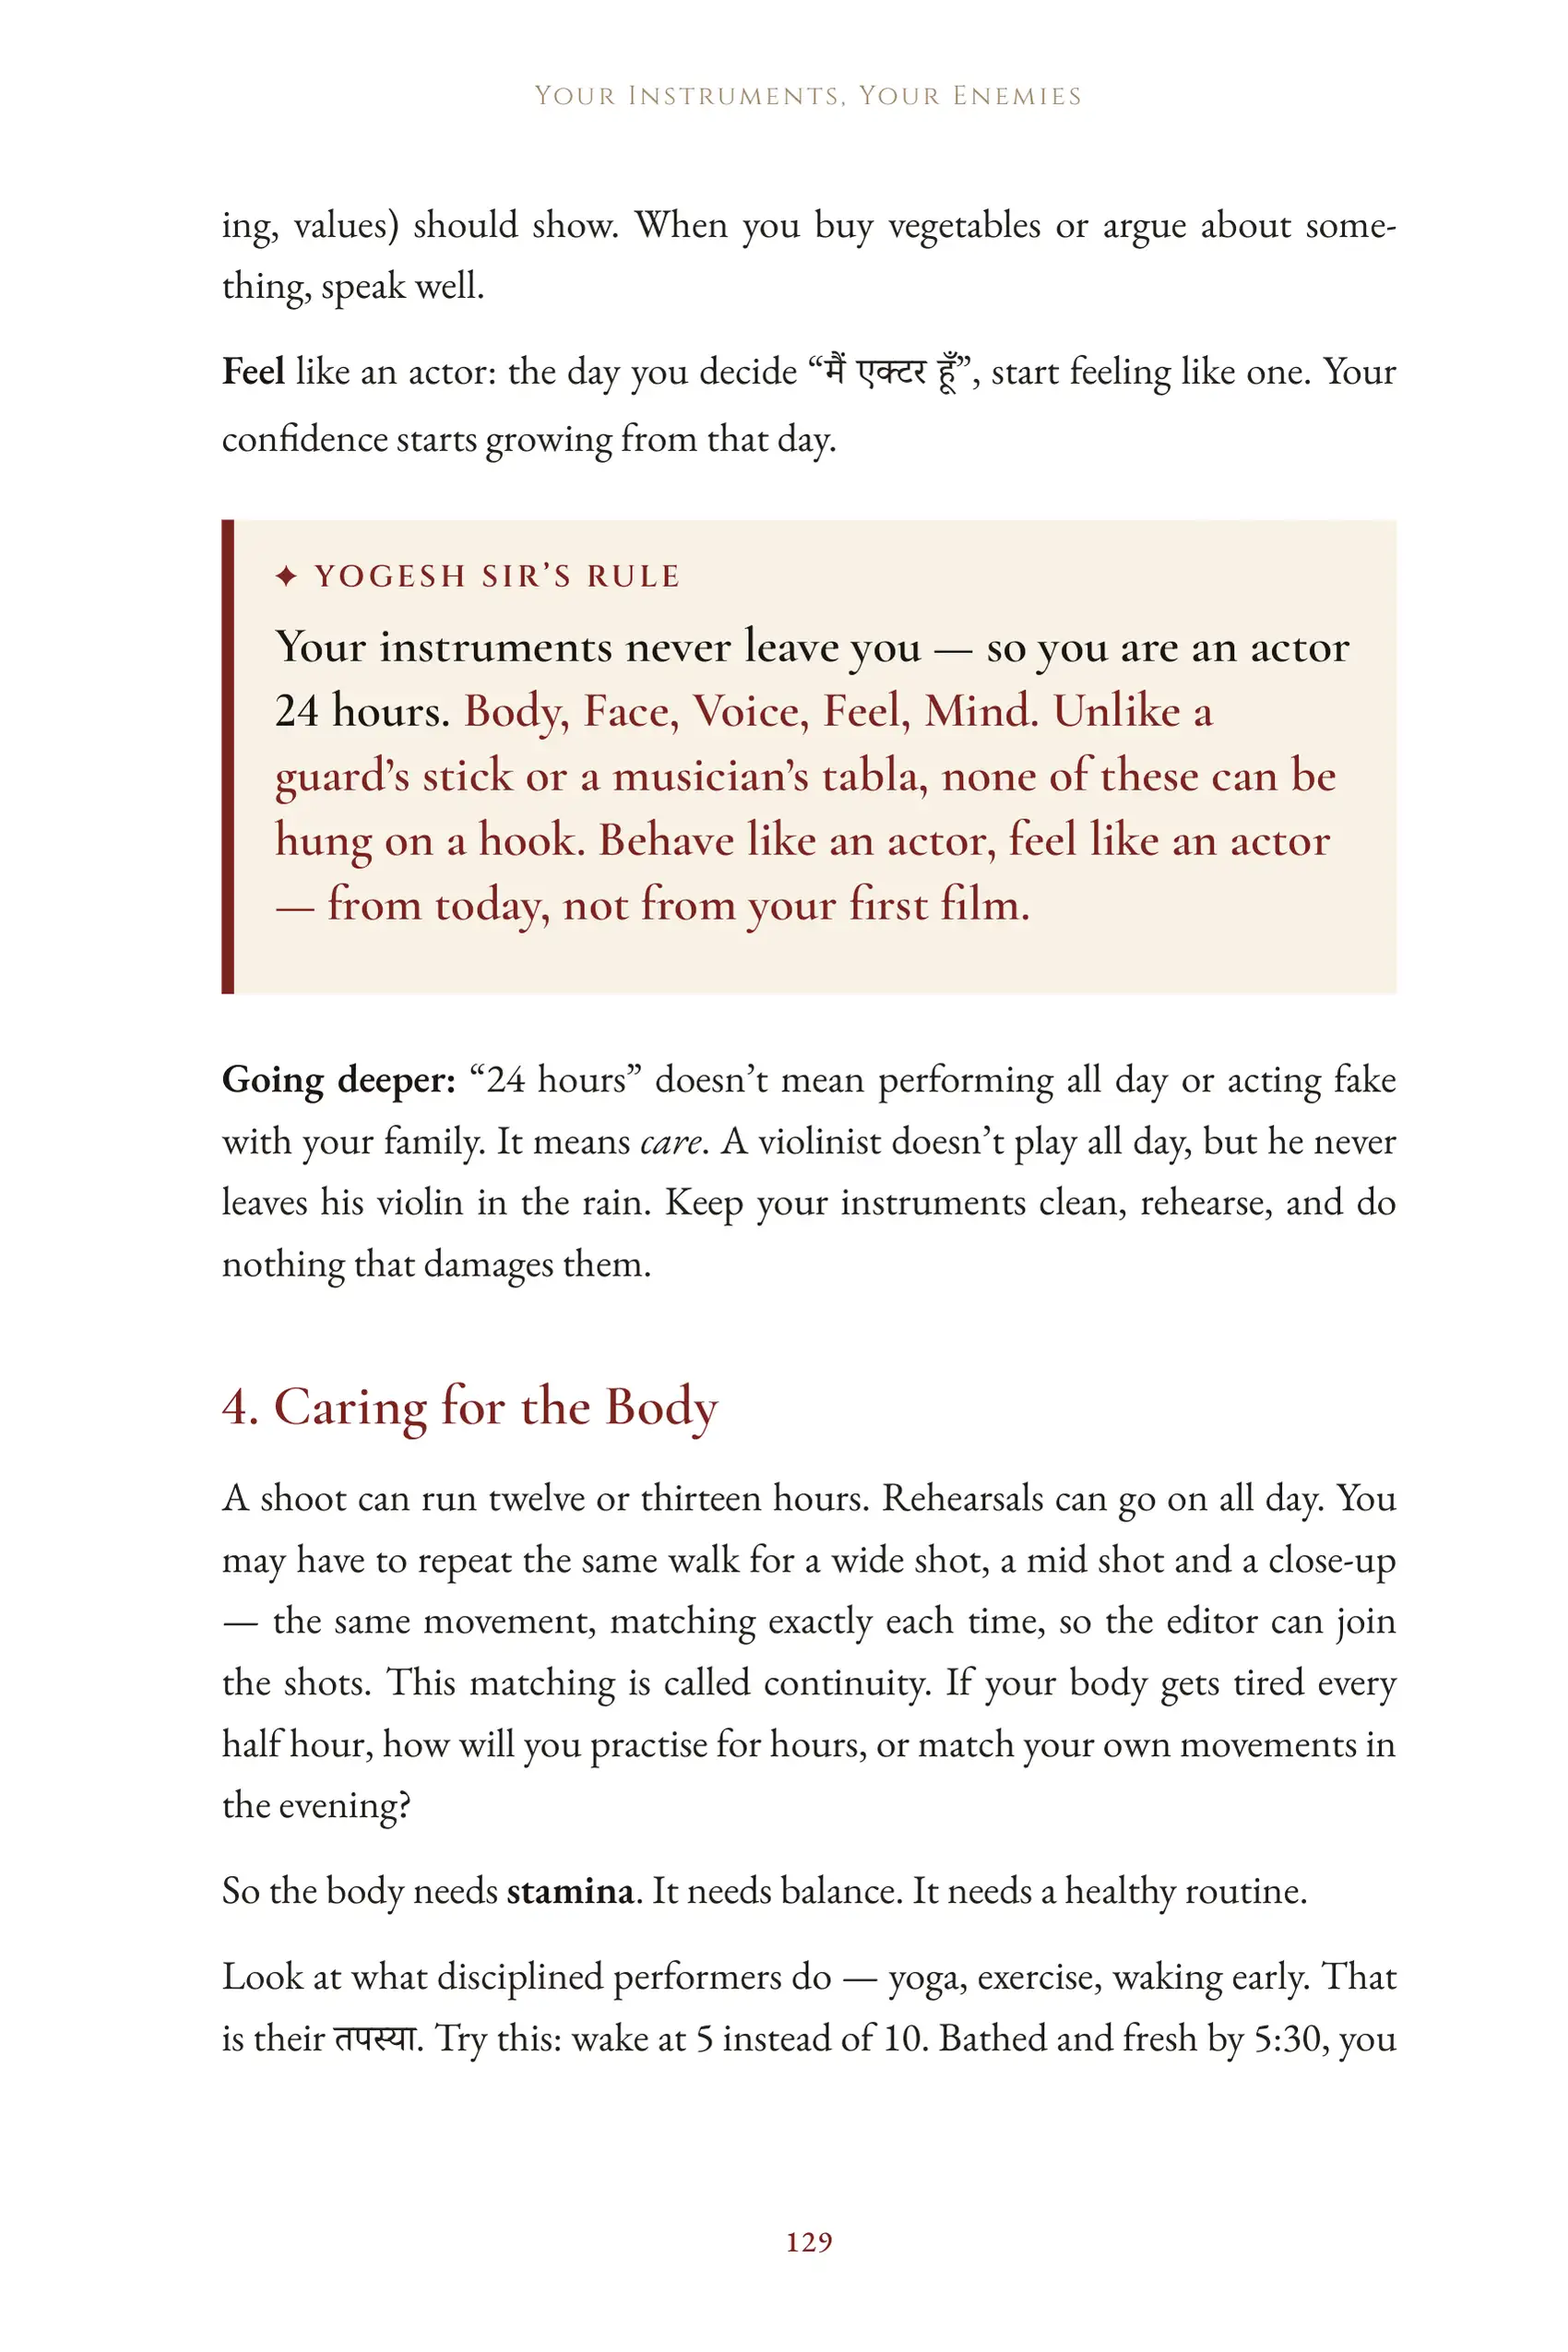 Your Instruments, Your Enemies
ing, values) should show. When you buy vegetables or argue about some-
thing, speak well.
Feel like an actor: the day you decide “मैं एक्टर हूँ”, start feeling like one. Your
confidence starts growing from that day.
✦ YOGESH SIR’S RULE
Your instruments never leave you — so you are an actor
24 hours. Body, Face, Voice, Feel, Mind. Unlike a
guard’s stick or a musician’s tabla, none of these can be
hung on a hook. Behave like an actor, feel like an actor
— from today, not from your first film.
Going deeper: “24 hours” doesn’t mean performing all day or acting fake
with your family. It means care. A violinist doesn’t play all day, but he never
leaves his violin in the rain. Keep your instruments clean, rehearse, and do
nothing that damages them.
4. Caring for the Body
A shoot can run twelve or thirteen hours. Rehearsals can go on all day. You
may have to repeat the same walk for a wide shot, a mid shot and a close-up
— the same movement, matching exactly each time, so the editor can join
the shots. This matching is called continuity. If your body gets tired every
half hour, how will you practise for hours, or match your own movements in
the evening?
So the body needs stamina. It needs balance. It needs a healthy routine.
Look at what disciplined performers do — yoga, exercise, waking early. That
is their तपस्या. Try this: wake at 5 instead of 10. Bathed and fresh by 5:30, you
129